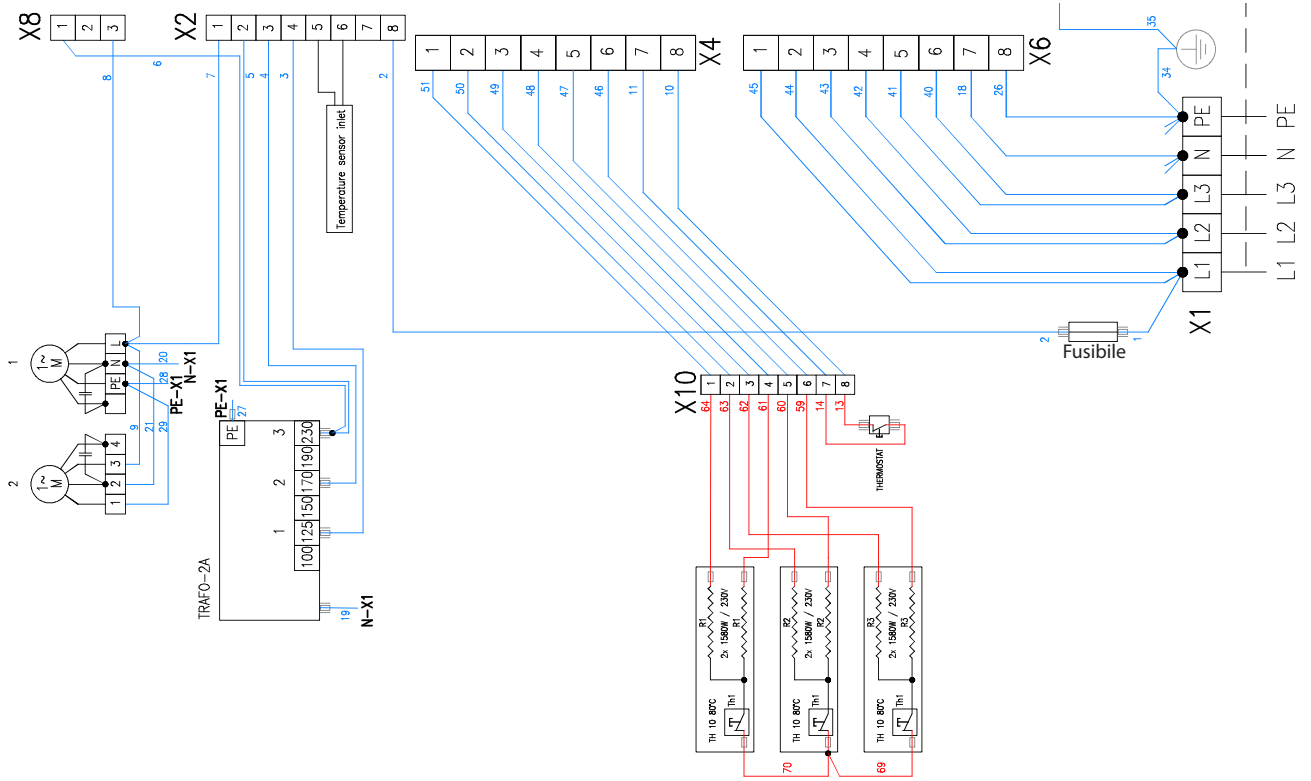 X8
1
2
3
X2
1
2
3
4
5
6
7
8
8
6
7
5
4
3
2
Temperature sensor inlet
1
2
3
4
5
6
7
8
X4
51
50
49
48
47
46
11
10
1
2
3
4
5
6
7
8
X6
45
44
43
42
41
40
18
26
35
34
PE
N
L3
L2
L1
X1
PE
N
L3
L2
L1
2
1
Fusibile
1
1~
M
L
N
PE
20
28
N-X1
PE-X1
2
1~
M
4
3
2
1
9
21
29
PE-X1
27
PE
TRAFO-2A
3
2
1
230
190
170
150
125
100
19
N-X1
X10
1
2
3
4
5
6
7
8
64
63
62
61
60
59
14
13
THERMOSTAT
R1
2x 1580W / 230V
R1
TH 10 80°C
Th1
R2
2x 1580W / 230V
R2
TH 10 80°C
Th1
R3
2x 1580W / 230V
R3
TH 10 80°C
Th1
70
69